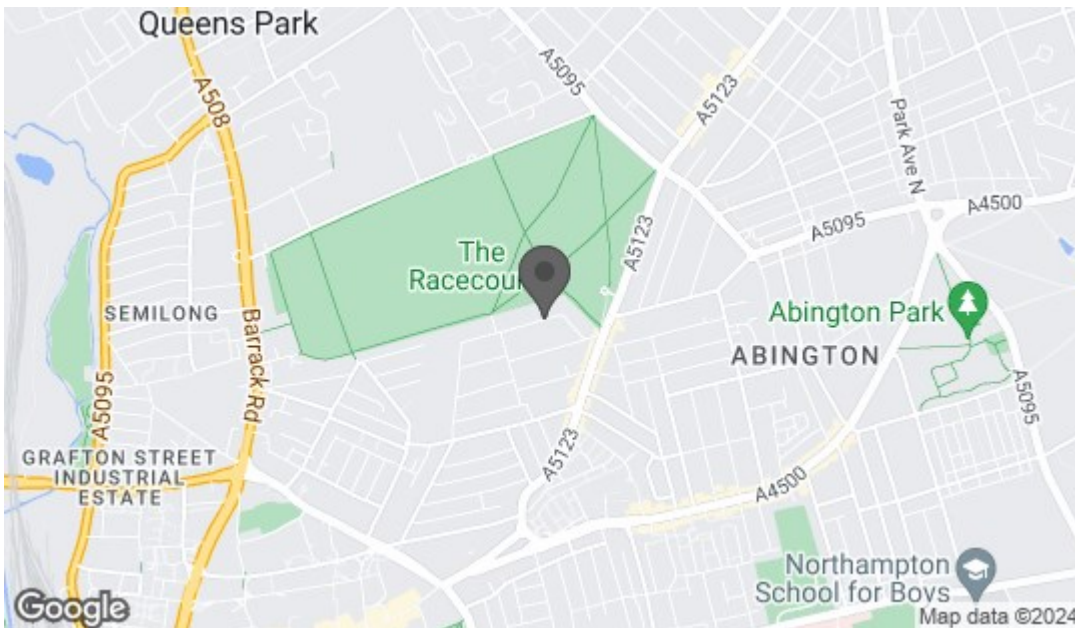 Queens Park
A508
A5095
A5123
Park Ave N
A4500
A5095
The
Racecour
A5123
SEMILONG
Barrack Rd
Abington Park
ABINGTON
A5095
A5095
GRAFTON STREET
INDUSTRIAL
ESTATE
A5123
A4500
Northampton
School for Boys
Google
Map data ©2024